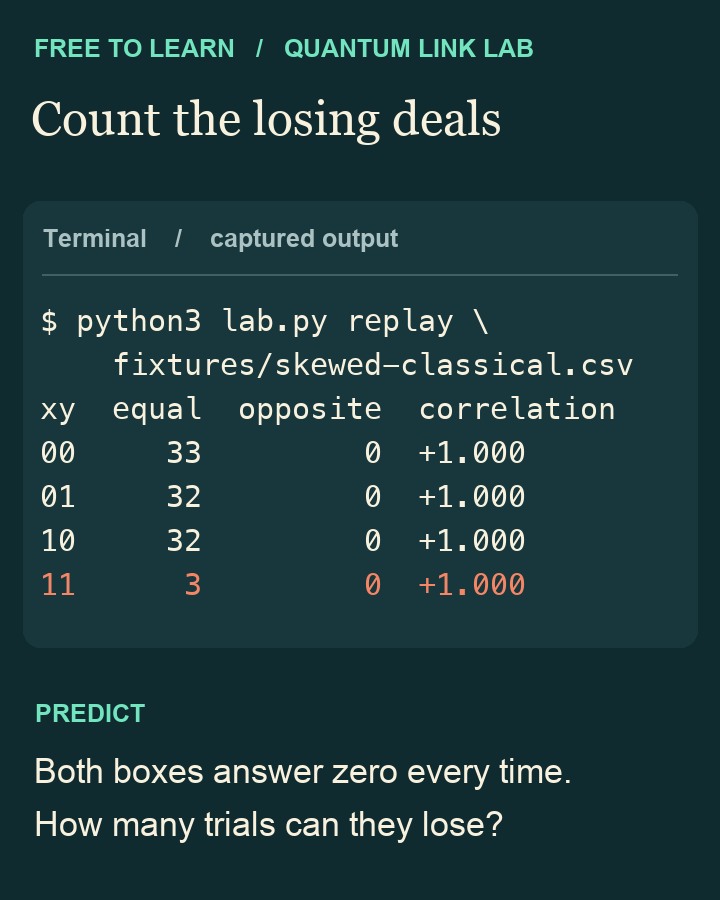 FREE TO LEARN / QUANTUM LINK LAB
Count the losing deals
Terminal / captured output
$ python3 lab.py replay \
fixtures/skewed-classical.csv
xy equal opposite correlation
00 33 0 +1.000
01 32 0 +1.000
10 32 0 +1.000
11 3 0 +1.000
PREDICT
Both boxes answer zero every time.
How many trials can they lose?